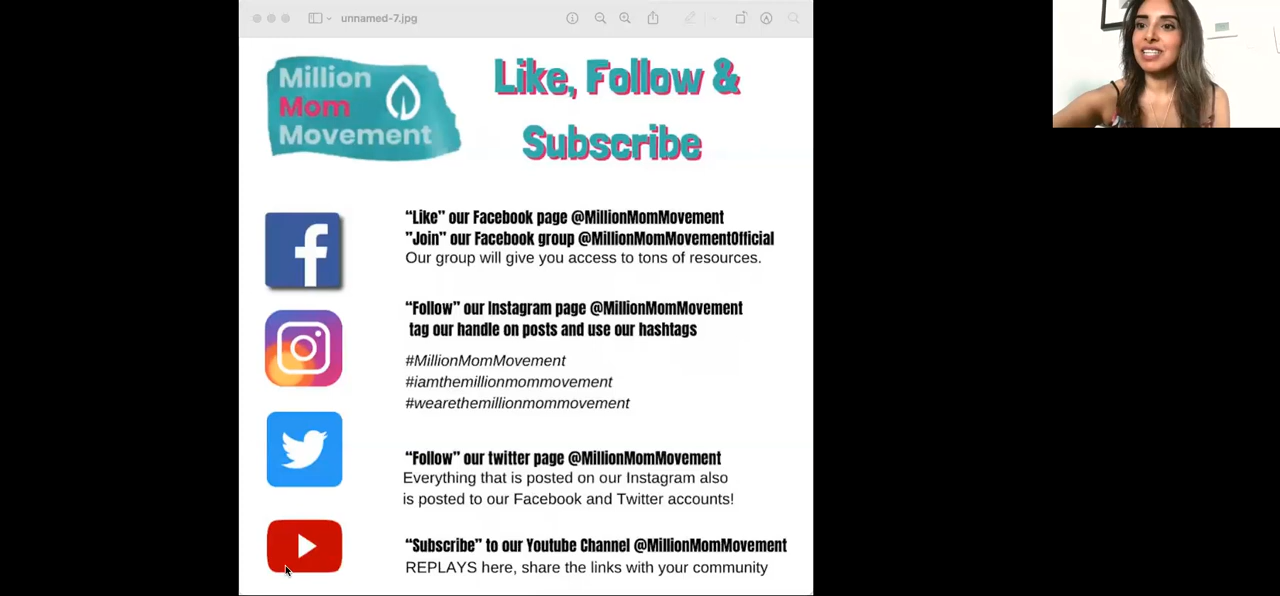 unnamed-7.jpg
Million
Mom
Movement
Like, Follow &
Subscribe
“Like” our Facebook page @MillionMomMovement
”Join” our Facebook group @MillionMomMovementOfficial
Our group will give you access to tons of resources.
“Follow” our Instagram page @MillionMomMovement
tag our handle on posts and use our hashtags
#MillionMomMovement
#iamthemillionmommovement
#wearethemillionmommovement
“Follow” our twitter page @MillionMomMovement
Everything that is posted on our Instagram also
is posted to our Facebook and Twitter accounts!
“Subscribe” to our Youtube Channel @MillionMomMovement
REPLAYS here, share the links with your community